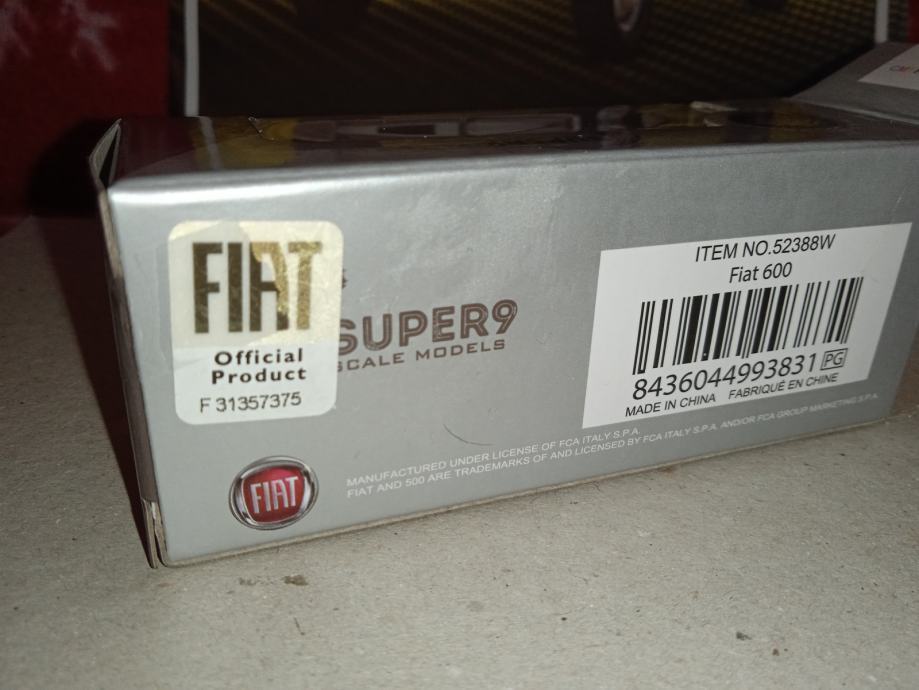 FIAT
Official
Product
F 31357375
SUPER9
SCALE MODELS
ITEM NO.52388W
Fiat 600
8436044993831 PG
MADE IN CHINA FABRIQUÉ EN CHINE
FIAT
MANUFACTURED UNDER LICENSE OF FCA ITALY S.P.A.
FIAT AND 500 ARE TRADEMARKS OF AND LICENSED BY FCA ITALY S.P.A. AND/OR FCA GROUP MARKETING S.P.A.